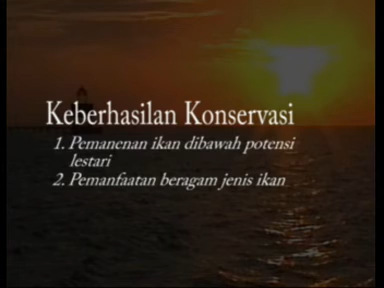 Keberhasilan Konservasi
1. Pemanenan ikan dibawah potensi
lestari
2. Pemanfaatan beragam jenis ikan